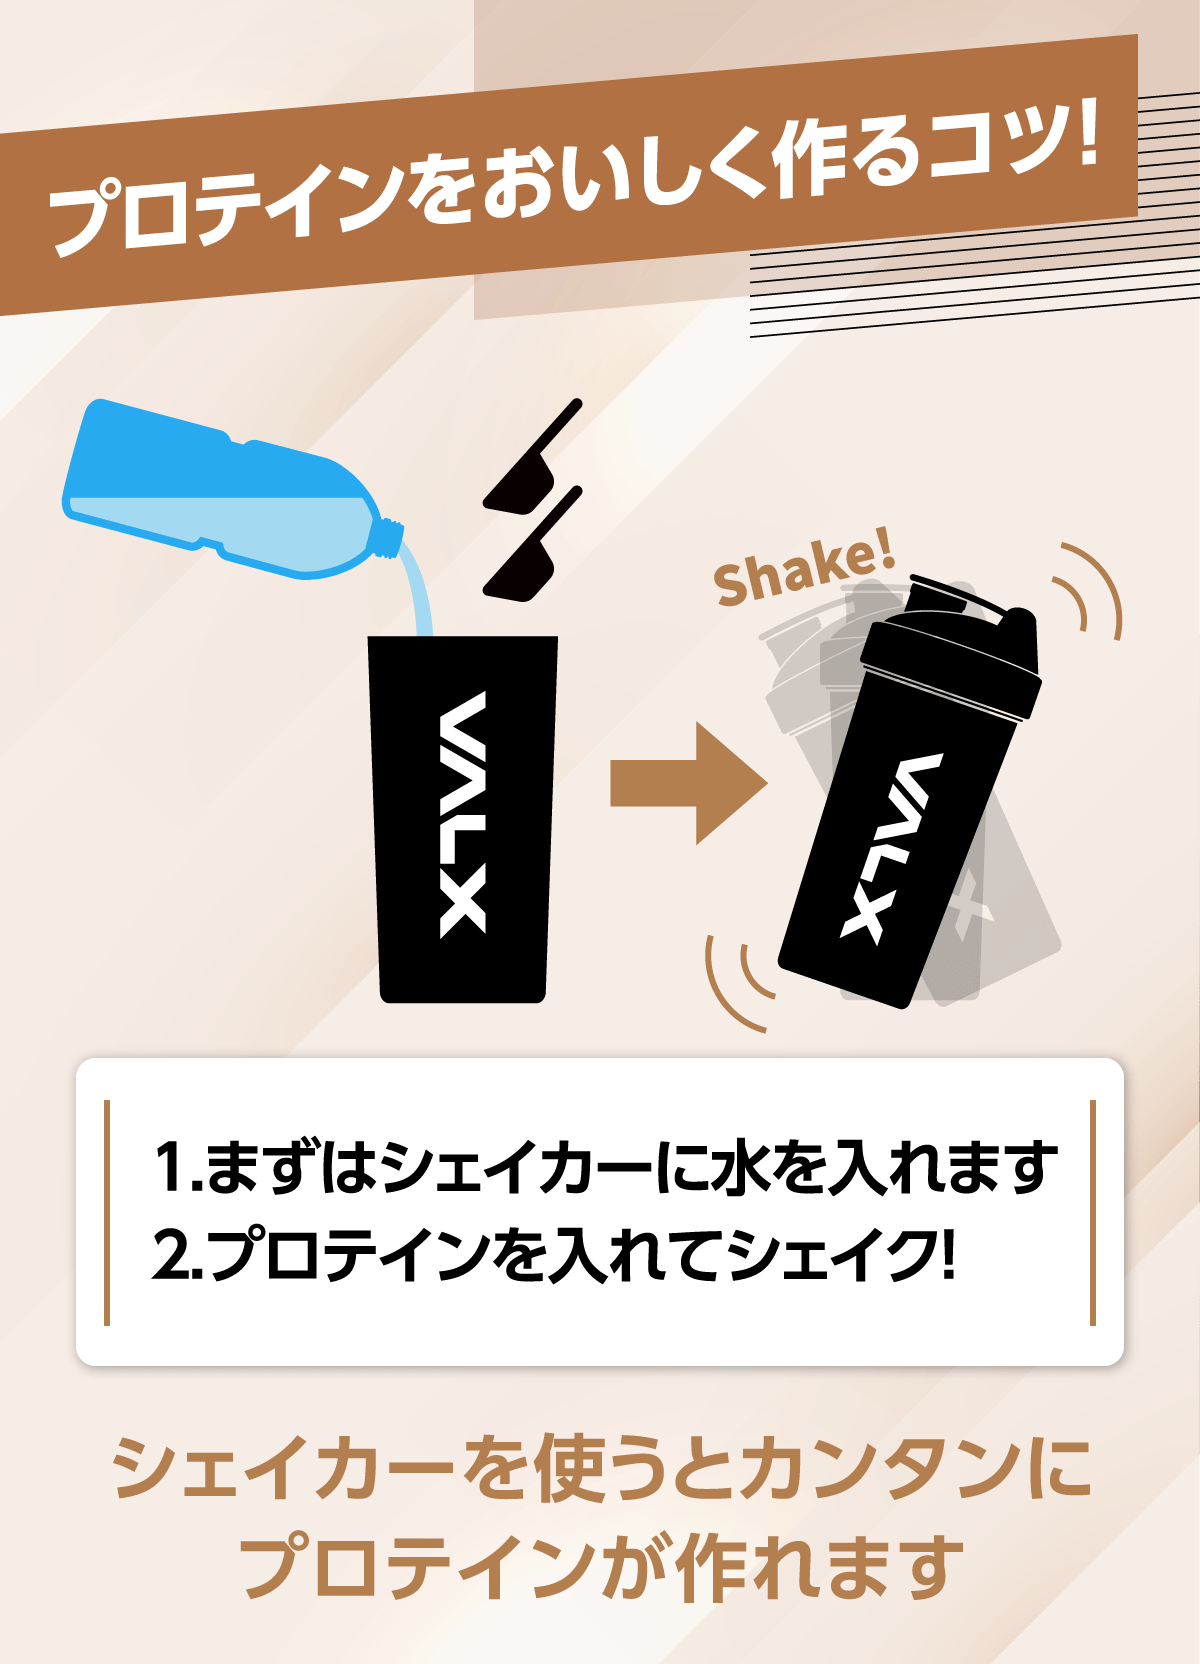 プロテインをおいしく作るコツ!
Shake!
VALX
VALX
X
1.まずはシェイカーに水を入れます
2.プロテインを入れてシェイク!
シェイカーを使うとカンタンに
プロテインが作れます